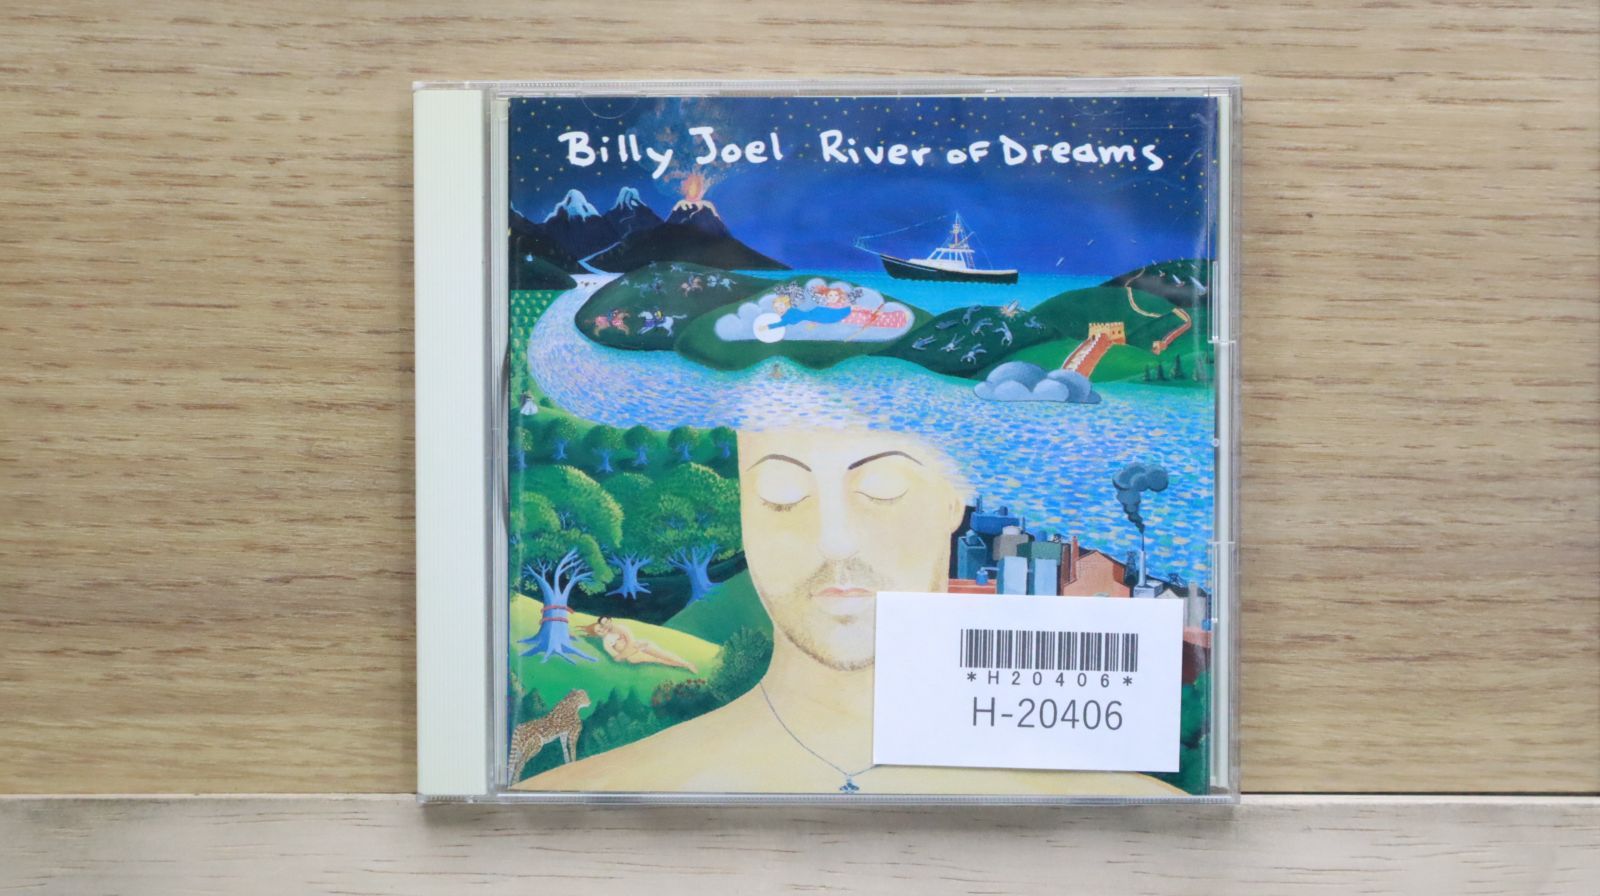 Billy Joel River of Dreams
*H20406*
H-20406